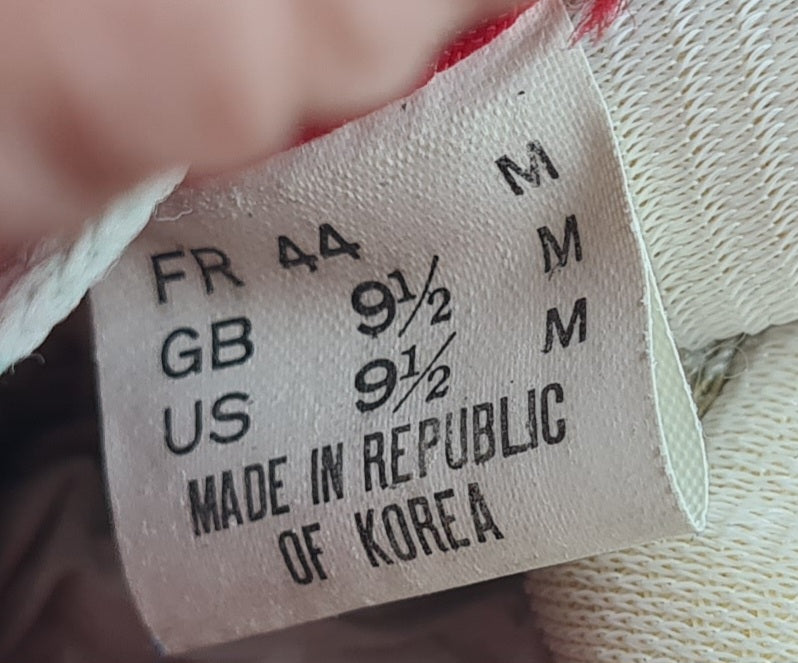 FR 44 M
GB 9½ M
US 9½ M
MADE IN REPUBLIC
OF KOREA